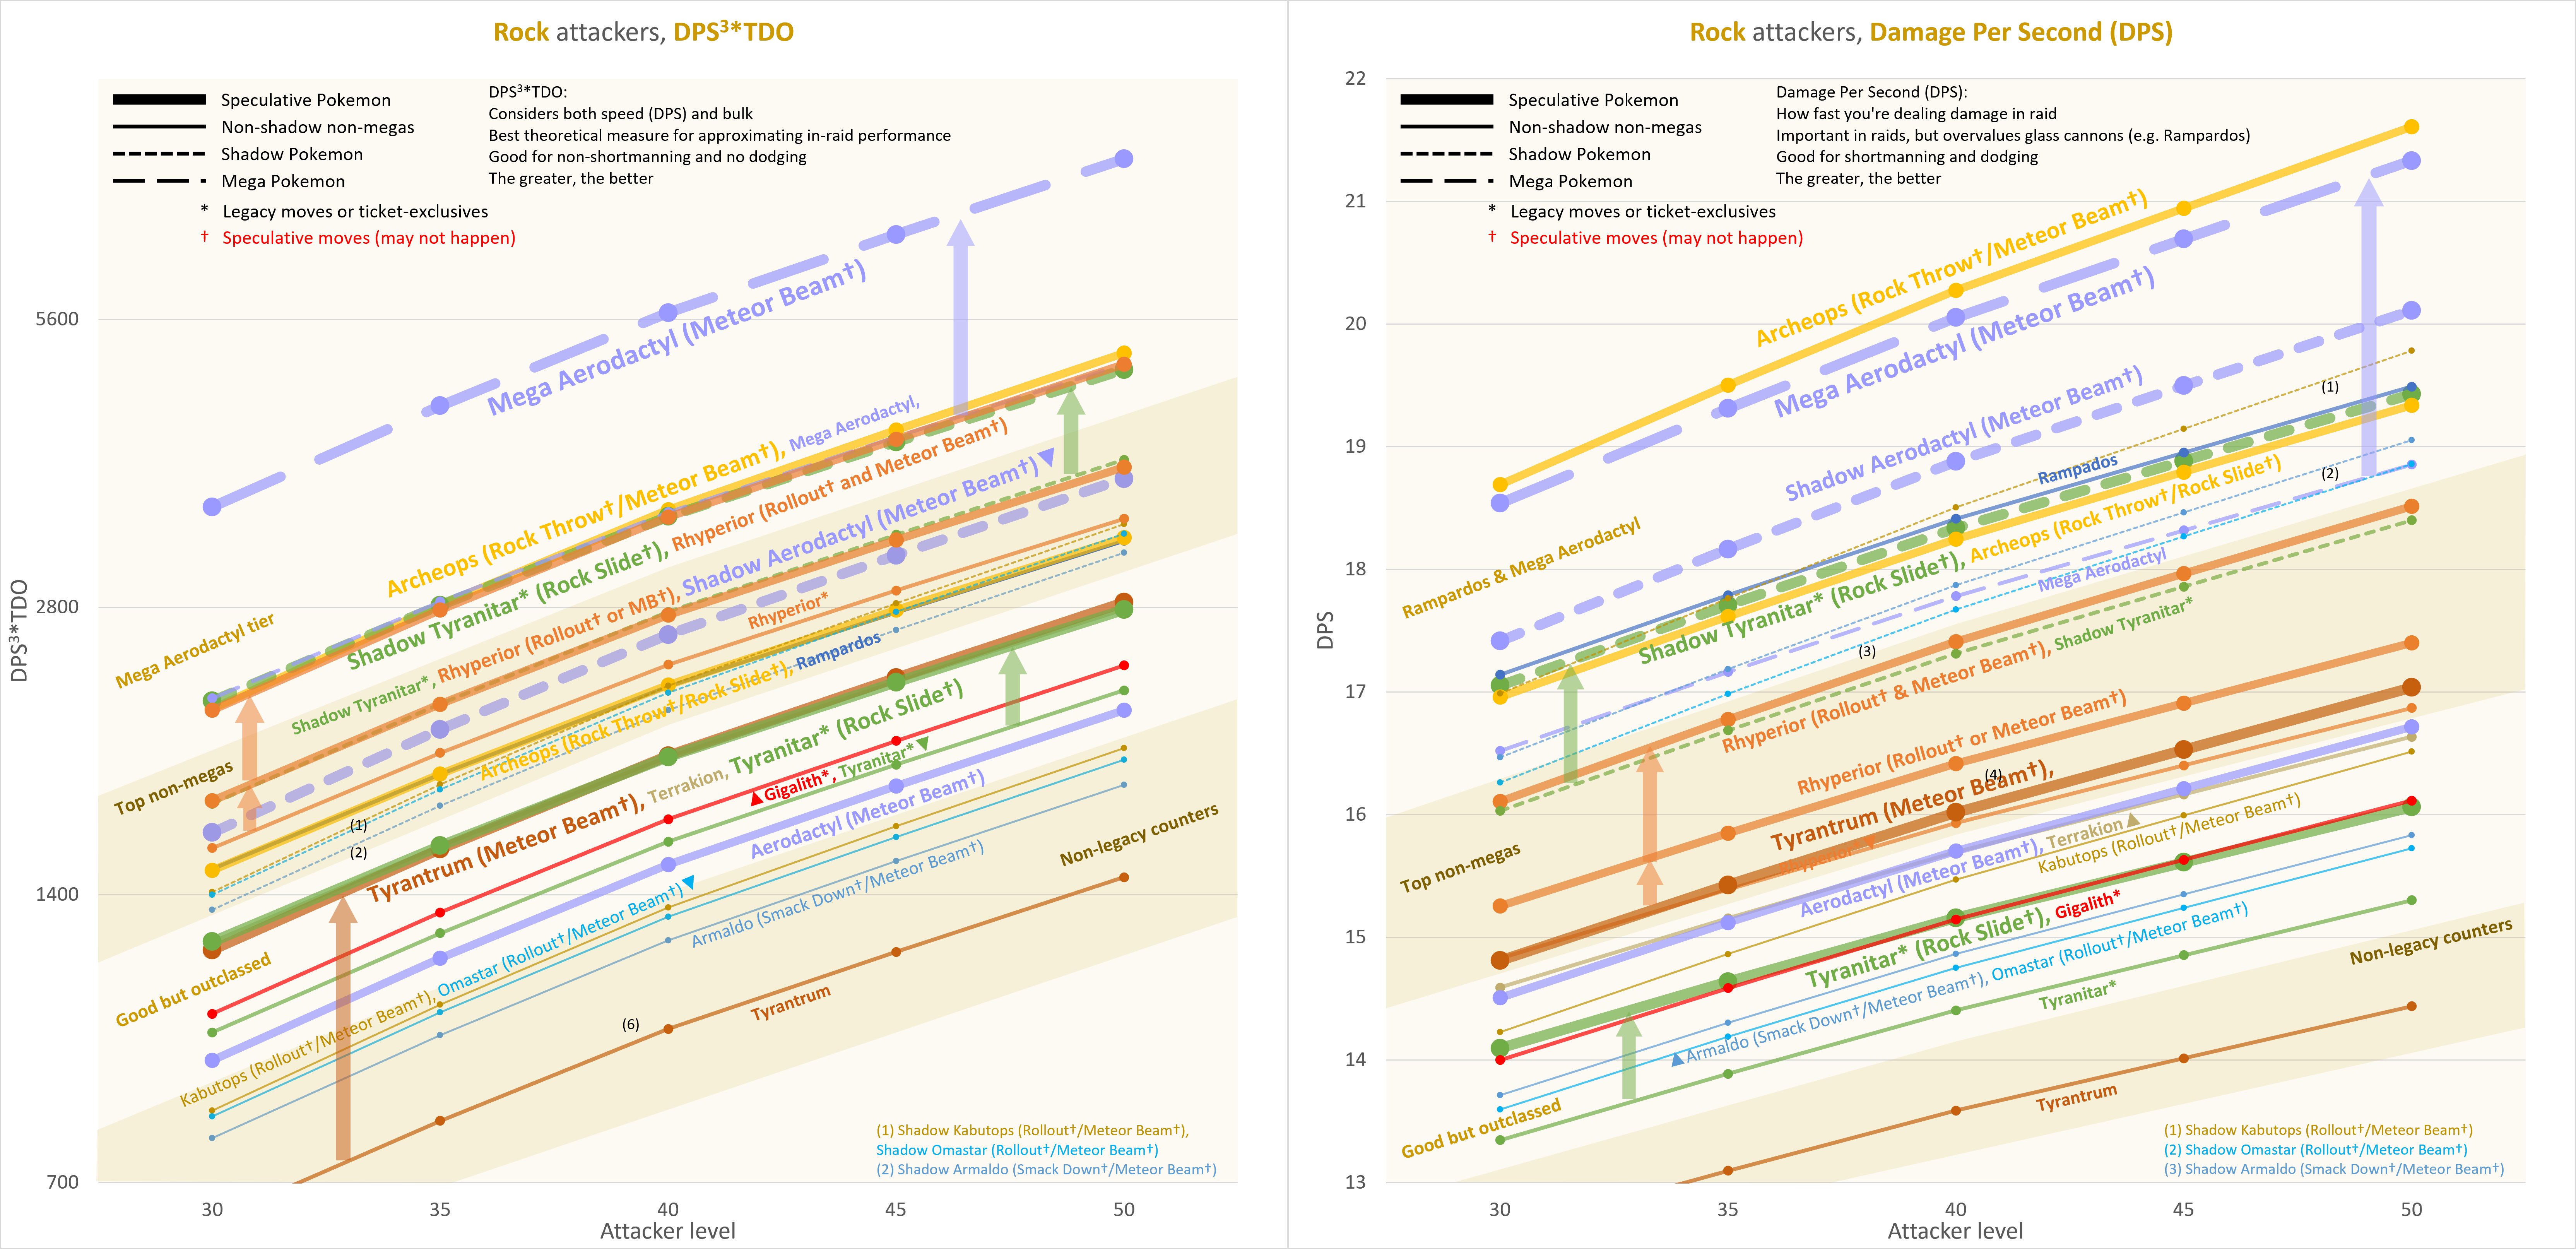 Rock attackers, DPS³*TDO
Speculative Pokemon
Non-shadow non-megas
Shadow Pokemon
Mega Pokemon
* Legacy moves or ticket-exclusives
† Speculative moves (may not happen)
DPS³*TDO:
Considers both speed (DPS) and bulk
Best theoretical measure for approximating in-raid performance
Good for non-shortmanning and no dodging
The greater, the better
5600
2800
1400
700
DPS³*TDO
Mega Aerodactyl (Meteor Beam†)
Archeops (Rock Throw†/Meteor Beam†), Mega Aerodactyl,
Shadow Tyranitar* (Rock Slide†), Rhyperior (Rollout† and Meteor Beam†)
Mega Aerodactyl tier
Shadow Tyranitar*, Rhyperior (Rollout† or MB†), Shadow Aerodactyl (Meteor Beam†)
Rhyperior*
Archeops (Rock Throw†/Rock Slide†), Rampardos
Top non-megas
(1)
(2)
Tyrantrum (Meteor Beam†), Terrakion, Tyranitar* (Rock Slide†)
Gigalith*, Tyranitar*
Aerodactyl (Meteor Beam†)
Good but outclassed
Kabutops (Rollout†/Meteor Beam†), Omastar (Rollout†/Meteor Beam†)
Armaldo (Smack Down†/Meteor Beam†)
Non-legacy counters
(6)
Tyrantrum
(1) Shadow Kabutops (Rollout†/Meteor Beam†),
Shadow Omastar (Rollout†/Meteor Beam†)
(2) Shadow Armaldo (Smack Down†/Meteor Beam†)
30 35 40 45 50
Attacker level
Rock attackers, Damage Per Second (DPS)
Speculative Pokemon
Non-shadow non-megas
Shadow Pokemon
Mega Pokemon
* Legacy moves or ticket-exclusives
† Speculative moves (may not happen)
Damage Per Second (DPS):
How fast you're dealing damage in raid
Important in raids, but overvalues glass cannons (e.g. Rampardos)
Good for shortmanning and dodging
The greater, the better
22
21
20
19
18
17
16
15
14
13
DPS
Archeops (Rock Throw†/Meteor Beam†)
Mega Aerodactyl (Meteor Beam†)
Shadow Aerodactyl (Meteor Beam†)
(1)
Rampados
(2)
Rampardos & Mega Aerodactyl
Shadow Tyranitar* (Rock Slide†), Archeops (Rock Throw†/Rock Slide†)
Mega Aerodactyl
(3)
Rhyperior (Rollout† & Meteor Beam†), Shadow Tyranitar*
Rhyperior (Rollout† or Meteor Beam†)
(4)
Tyrantrum (Meteor Beam†),
Top non-megas
Aerodactyl (Meteor Beam†), Terrakion
Kabutops (Rollout†/Meteor Beam†)
Tyranitar* (Rock Slide†), Gigalith*
Armaldo (Smack Down†/Meteor Beam†), Omastar (Rollout†/Meteor Beam†)
Tyranitar*
Non-legacy counters
Good but outclassed
Tyrantrum
(1) Shadow Kabutops (Rollout†/Meteor Beam†)
(2) Shadow Omastar (Rollout†/Meteor Beam†)
(3) Shadow Armaldo (Smack Down†/Meteor Beam†)
30 35 40 45 50
Attacker level